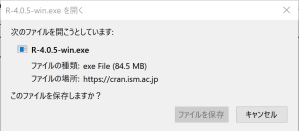 R-4.0.5-win.exe を開く
次のファイルを開こうとしています:
R-4.0.5-win.exe
ファイルの種類: exe File (84.5 MB)
ファイルの場所: https://cran.ism.ac.jp
このファイルを保存しますか?
ファイルを保存 キャンセル